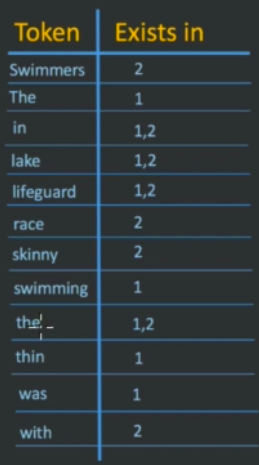 Token Exists in
Swimmers 2
The 1
in 1,2
lake 1,2
lifeguard 1,2
race 2
skinny 2
swimming 1
the 1,2
thin 1
was 1
with 2